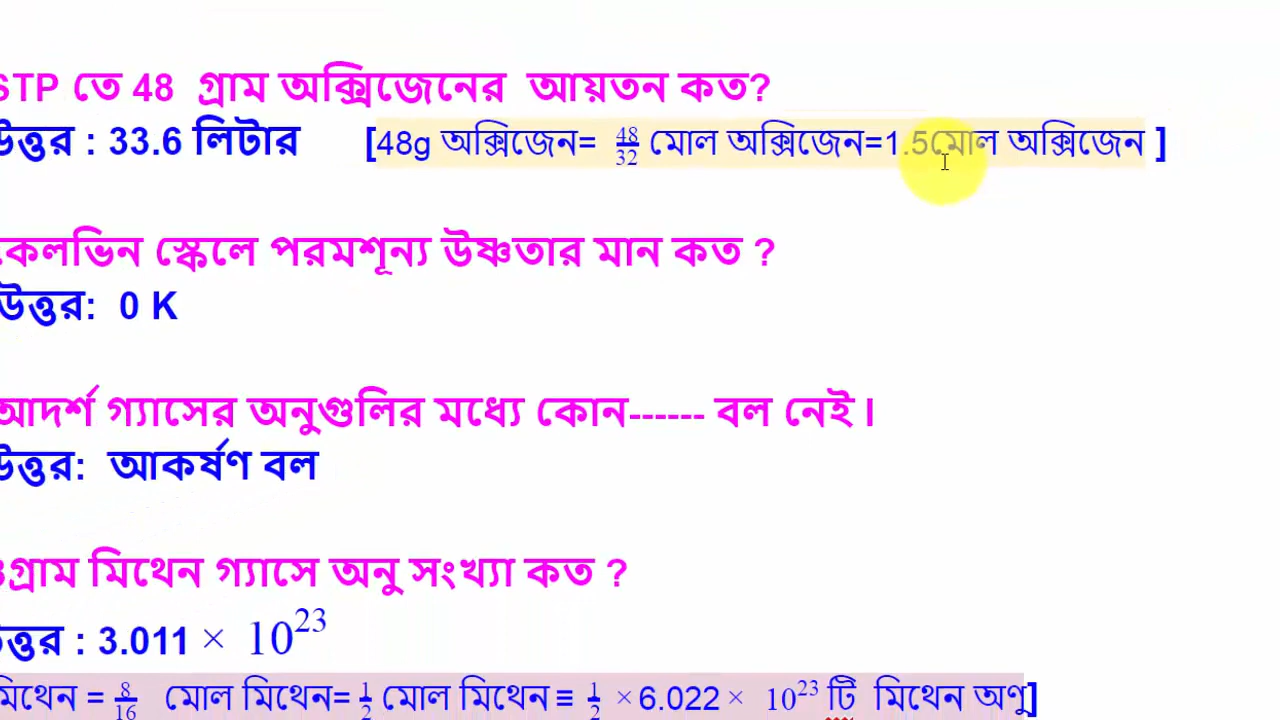 STP তে 48 গ্রাম অক্সিজেনের আয়তন কত?
উত্তর : 33.6 লিটার [48g অক্সিজেন= 48/32 মোল অক্সিজেন=1.5মোল অক্সিজেন ]
কেলভিন স্কেলে পরমশূন্য উষ্ণতার মান কত ?
উত্তর: 0 K
আদর্শ গ্যাসের অনুগুলির মধ্যে কোন------ বল নেই।
উত্তর: আকর্ষণ বল
গ্রাম মিথেন গ্যাসে অনু সংখ্যা কত ?
উত্তর : 3.011 × 10^23
মিথেন = 8/16 মোল মিথেন= 1/2 মোল মিথেন ≡ 1/2 ×6.022 × 10^23 টি মিথেন অণু]